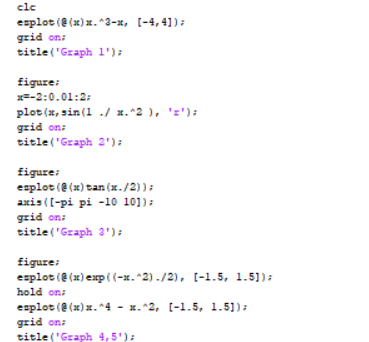 clc
ezplot(@(x)x.^3-x, [-4,4]);
grid on;
title('Graph 1');
figure;
x=-2:0.01:2;
plot(x,sin(1 ./ x.^2 ), 'r');
grid on;
title('Graph 2');
figure;
ezplot(@(x)tan(x./2));
axis([-pi pi -10 10]);
grid on;
title('Graph 3');
figure;
ezplot(@(x)exp((-x.^2)./2), [-1.5, 1.5]);
hold on;
ezplot(@(x)x.^4 - x.^2, [-1.5, 1.5]);
grid on;
title('Graph 4,5');